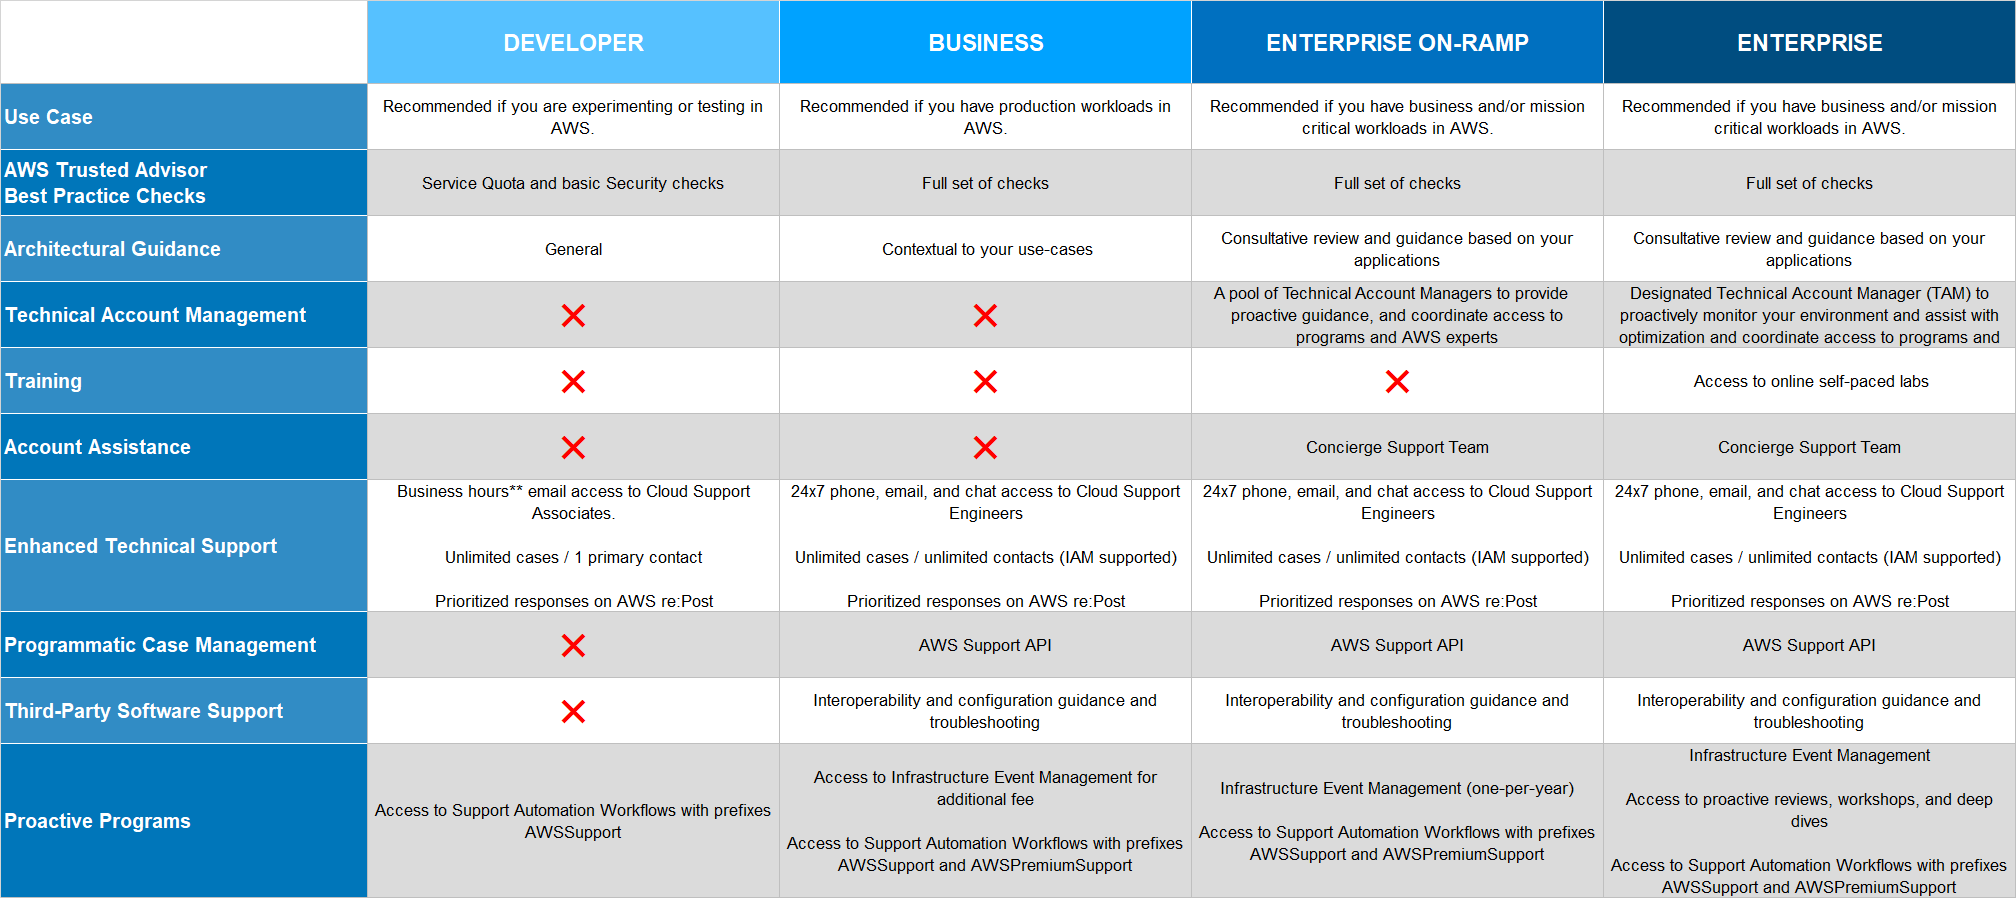 DEVELOPER
BUSINESS
ENTERPRISE ON-RAMP
ENTERPRISE
Use Case
Recommended if you are experimenting or testing in
AWS.
Recommended if you have production workloads in
AWS.
Recommended if you have business and/or mission
critical workloads in AWS.
Recommended if you have business and/or mission
critical workloads in AWS.
AWS Trusted Advisor
Best Practice Checks
Service Quota and basic Security checks
Full set of checks
Full set of checks
Full set of checks
Architectural Guidance
General
Contextual to your use-cases
Consultative review and guidance based on your
applications
Consultative review and guidance based on your
applications
Technical Account Management
A pool of Technical Account Managers to provide
proactive guidance, and coordinate access to
programs and AWS experts
Designated Technical Account Manager (TAM) to
proactively monitor your environment and assist with
optimization and coordinate access to programs and
Training
Access to online self-paced labs
Account Assistance
Concierge Support Team
Concierge Support Team
Enhanced Technical Support
Business hours** email access to Cloud Support
Associates.
Unlimited cases / 1 primary contact
Prioritized responses on AWS re:Post
24x7 phone, email, and chat access to Cloud Support
Engineers
Unlimited cases / unlimited contacts (IAM supported)
Prioritized responses on AWS re:Post
24x7 phone, email, and chat access to Cloud Support
Engineers
Unlimited cases / unlimited contacts (IAM supported)
Prioritized responses on AWS re:Post
24x7 phone, email, and chat access to Cloud Support
Engineers
Unlimited cases / unlimited contacts (IAM supported)
Prioritized responses on AWS re:Post
Programmatic Case Management
AWS Support API
AWS Support API
AWS Support API
Third-Party Software Support
Interoperability and configuration guidance and
troubleshooting
Interoperability and configuration guidance and
troubleshooting
Interoperability and configuration guidance and
troubleshooting
Proactive Programs
Access to Support Automation Workflows with prefixes
AWSSupport
Access to Infrastructure Event Management for
additional fee
Access to Support Automation Workflows with prefixes
AWSSupport and AWSPremiumSupport
Infrastructure Event Management (one-per-year)
Access to Support Automation Workflows with prefixes
AWSSupport and AWSPremiumSupport
Infrastructure Event Management
Access to proactive reviews, workshops, and deep
dives
Access to Support Automation Workflows with prefixes
AWSSupport and AWSPremiumSupport